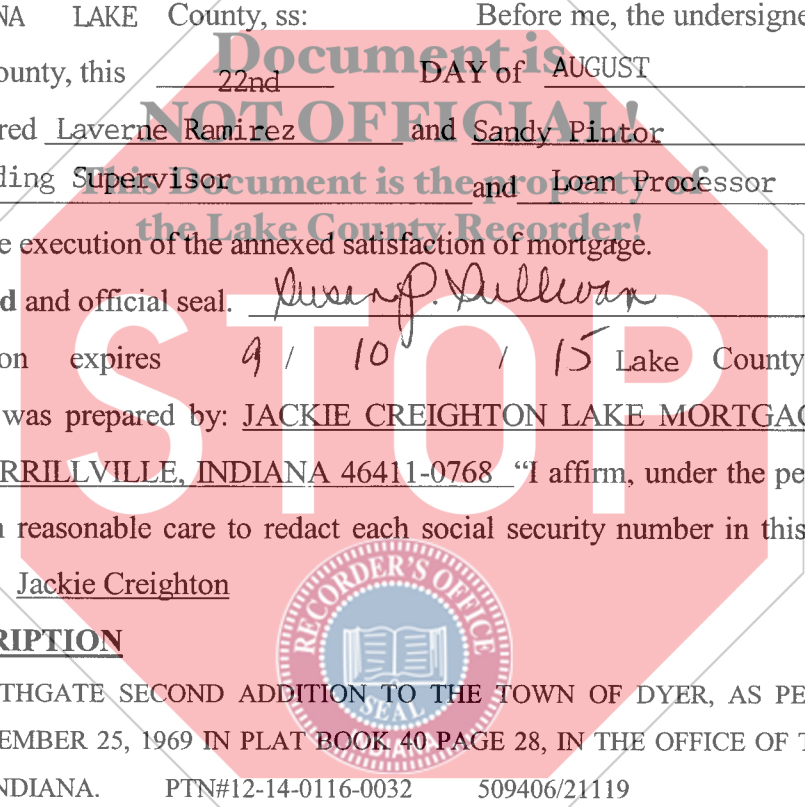 NA LAKE County, ss: Before me, the undersigne
Document is
ounty, this 22nd DAY of AUGUST
NOT OFFICIAL!
red Laverne Ramirez and Sandy Pintor
This Document is the property of
ding Supervisor and Loan Processor
the Lake County Recorder!
e execution of the annexed satisfaction of mortgage.
d and official seal. Susan J. Sullivan
on expires 9 / 10 / 15 Lake County
STOP
was prepared by: JACKIE CREIGHTON LAKE MORTGAG
RRILLVILLE, INDIANA 46411-0768 “I affirm, under the pe
n reasonable care to redact each social security number in this
Jackie Creighton
RECORDER'S OFFICE
SEAL
INDIANA
RIPTION
THGATE SECOND ADDITION TO THE TOWN OF DYER, AS PE
EMBER 25, 1969 IN PLAT BOOK 40 PAGE 28, IN THE OFFICE OF T
NDIANA. PTN#12-14-0116-0032 509406/21119